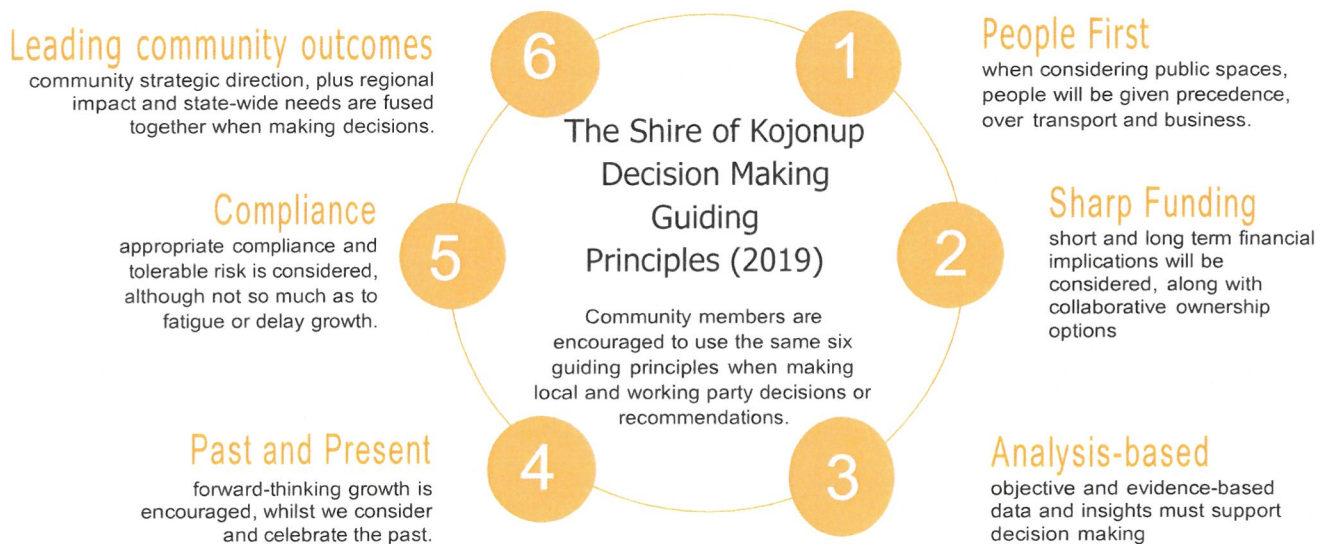 The Shire of Kojonup
Decision Making
Guiding
Principles (2019)
Community members are
encouraged to use the same six
guiding principles when making
local and working party decisions or
recommendations.
1
People First
when considering public spaces,
people will be given precedence,
over transport and business.
2
Sharp Funding
short and long term financial
implications will be
considered, along with
collaborative ownership
options
3
Analysis-based
objective and evidence-based
data and insights must support
decision making
4
Past and Present
forward-thinking growth is
encouraged, whilst we consider
and celebrate the past.
5
Compliance
appropriate compliance and
tolerable risk is considered,
although not so much as to
fatigue or delay growth.
6
Leading community outcomes
community strategic direction, plus regional
impact and state-wide needs are fused
together when making decisions.